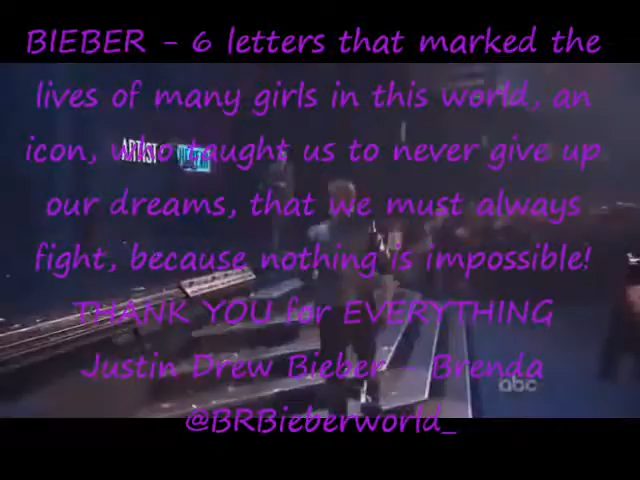 BIEBER - 6 letters that marked the
lives of many girls in this world, an
icon, who taught us to never give up
our dreams, that we must always
fight, because nothing is impossible!
THANK YOU for EVERYTHING
Justin Drew Bieber - Brenda
@BRBieberworld_
ARTIST
abc